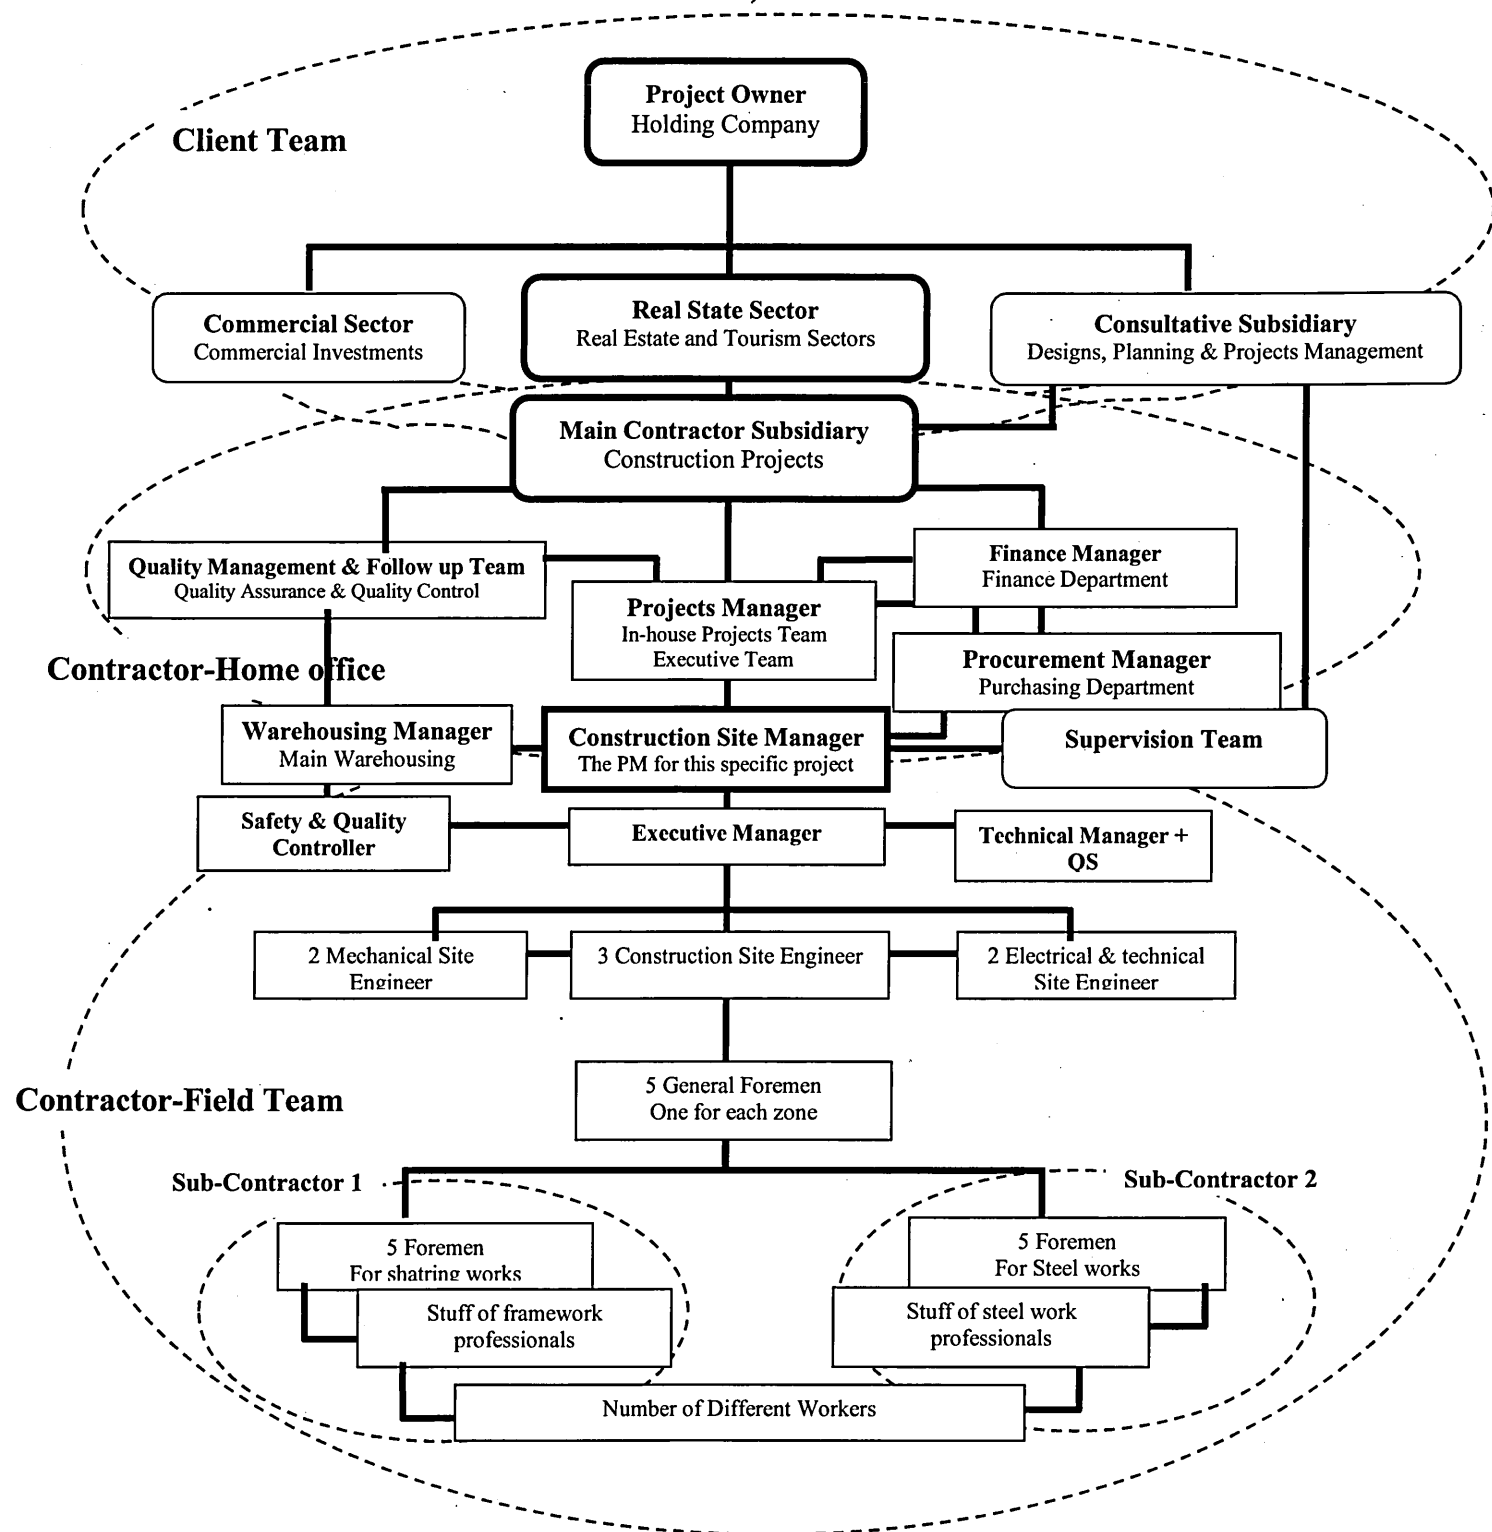 Project Owner
Holding Company
Client Team
Commercial Sector
Commercial Investments
Real State Sector
Real Estate and Tourism Sectors
Consultative Subsidiary
Designs, Planning & Projects Management
Main Contractor Subsidiary
Construction Projects
Quality Management & Follow up Team
Quality Assurance & Quality Control
Finance Manager
Finance Department
Projects Manager
In-house Projects Team
Executive Team
Contractor-Home office
Procurement Manager
Purchasing Department
Warehousing Manager
Main Warehousing
Construction Site Manager
The PM for this specific project
Supervision Team
Safety & Quality
Controller
Executive Manager
Technical Manager +
QS
2 Mechanical Site
Engineer
3 Construction Site Engineer
2 Electrical & technical
Site Engineer
5 General Foremen
One for each zone
Contractor-Field Team
Sub-Contractor 1
Sub-Contractor 2
5 Foremen
For shatring works
5 Foremen
For Steel works
Stuff of framework
professionals
Stuff of steel work
professionals
Number of Different Workers